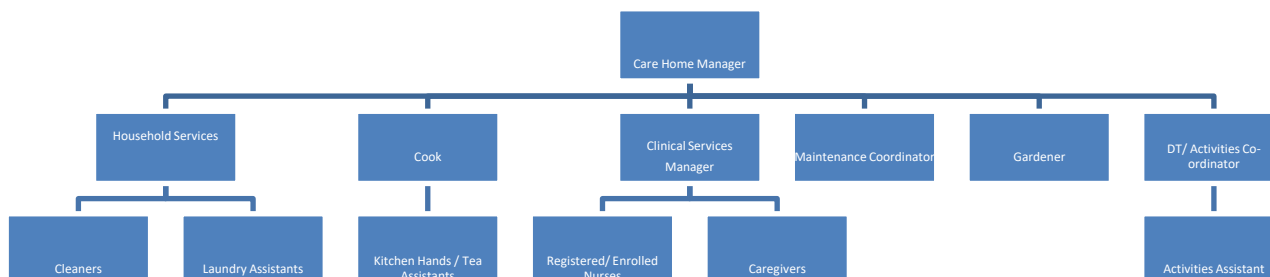 Care Home Manager
Household Services
Cook
Clinical Services
Manager
Maintenance Coordinator
Gardener
DT/ Activities Co-
ordinator
Cleaners
Laundry Assistants
Kitchen Hands / Tea
Assistants
Registered/ Enrolled
Nurses
Caregivers
Activities Assistant